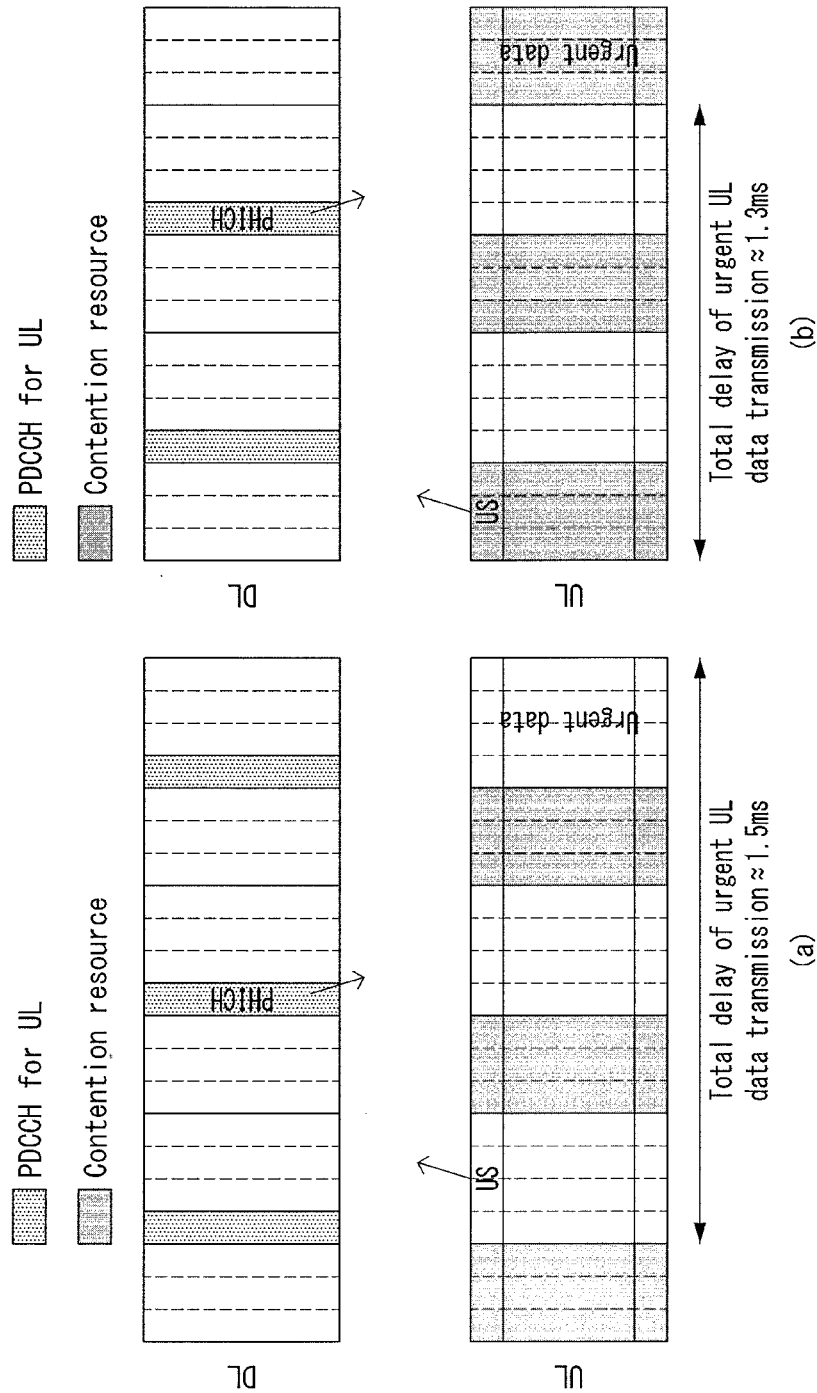 PDCCH for UL
Contention resource
DL
PHICH
UL
US
Urgent data
Total delay of urgent UL
data transmission ≈ 1.5ms
(a)
PDCCH for UL
Contention resource
DL
PHICH
UL
US
Urgent data
Total delay of urgent UL
data transmission ≈ 1.3ms
(b)